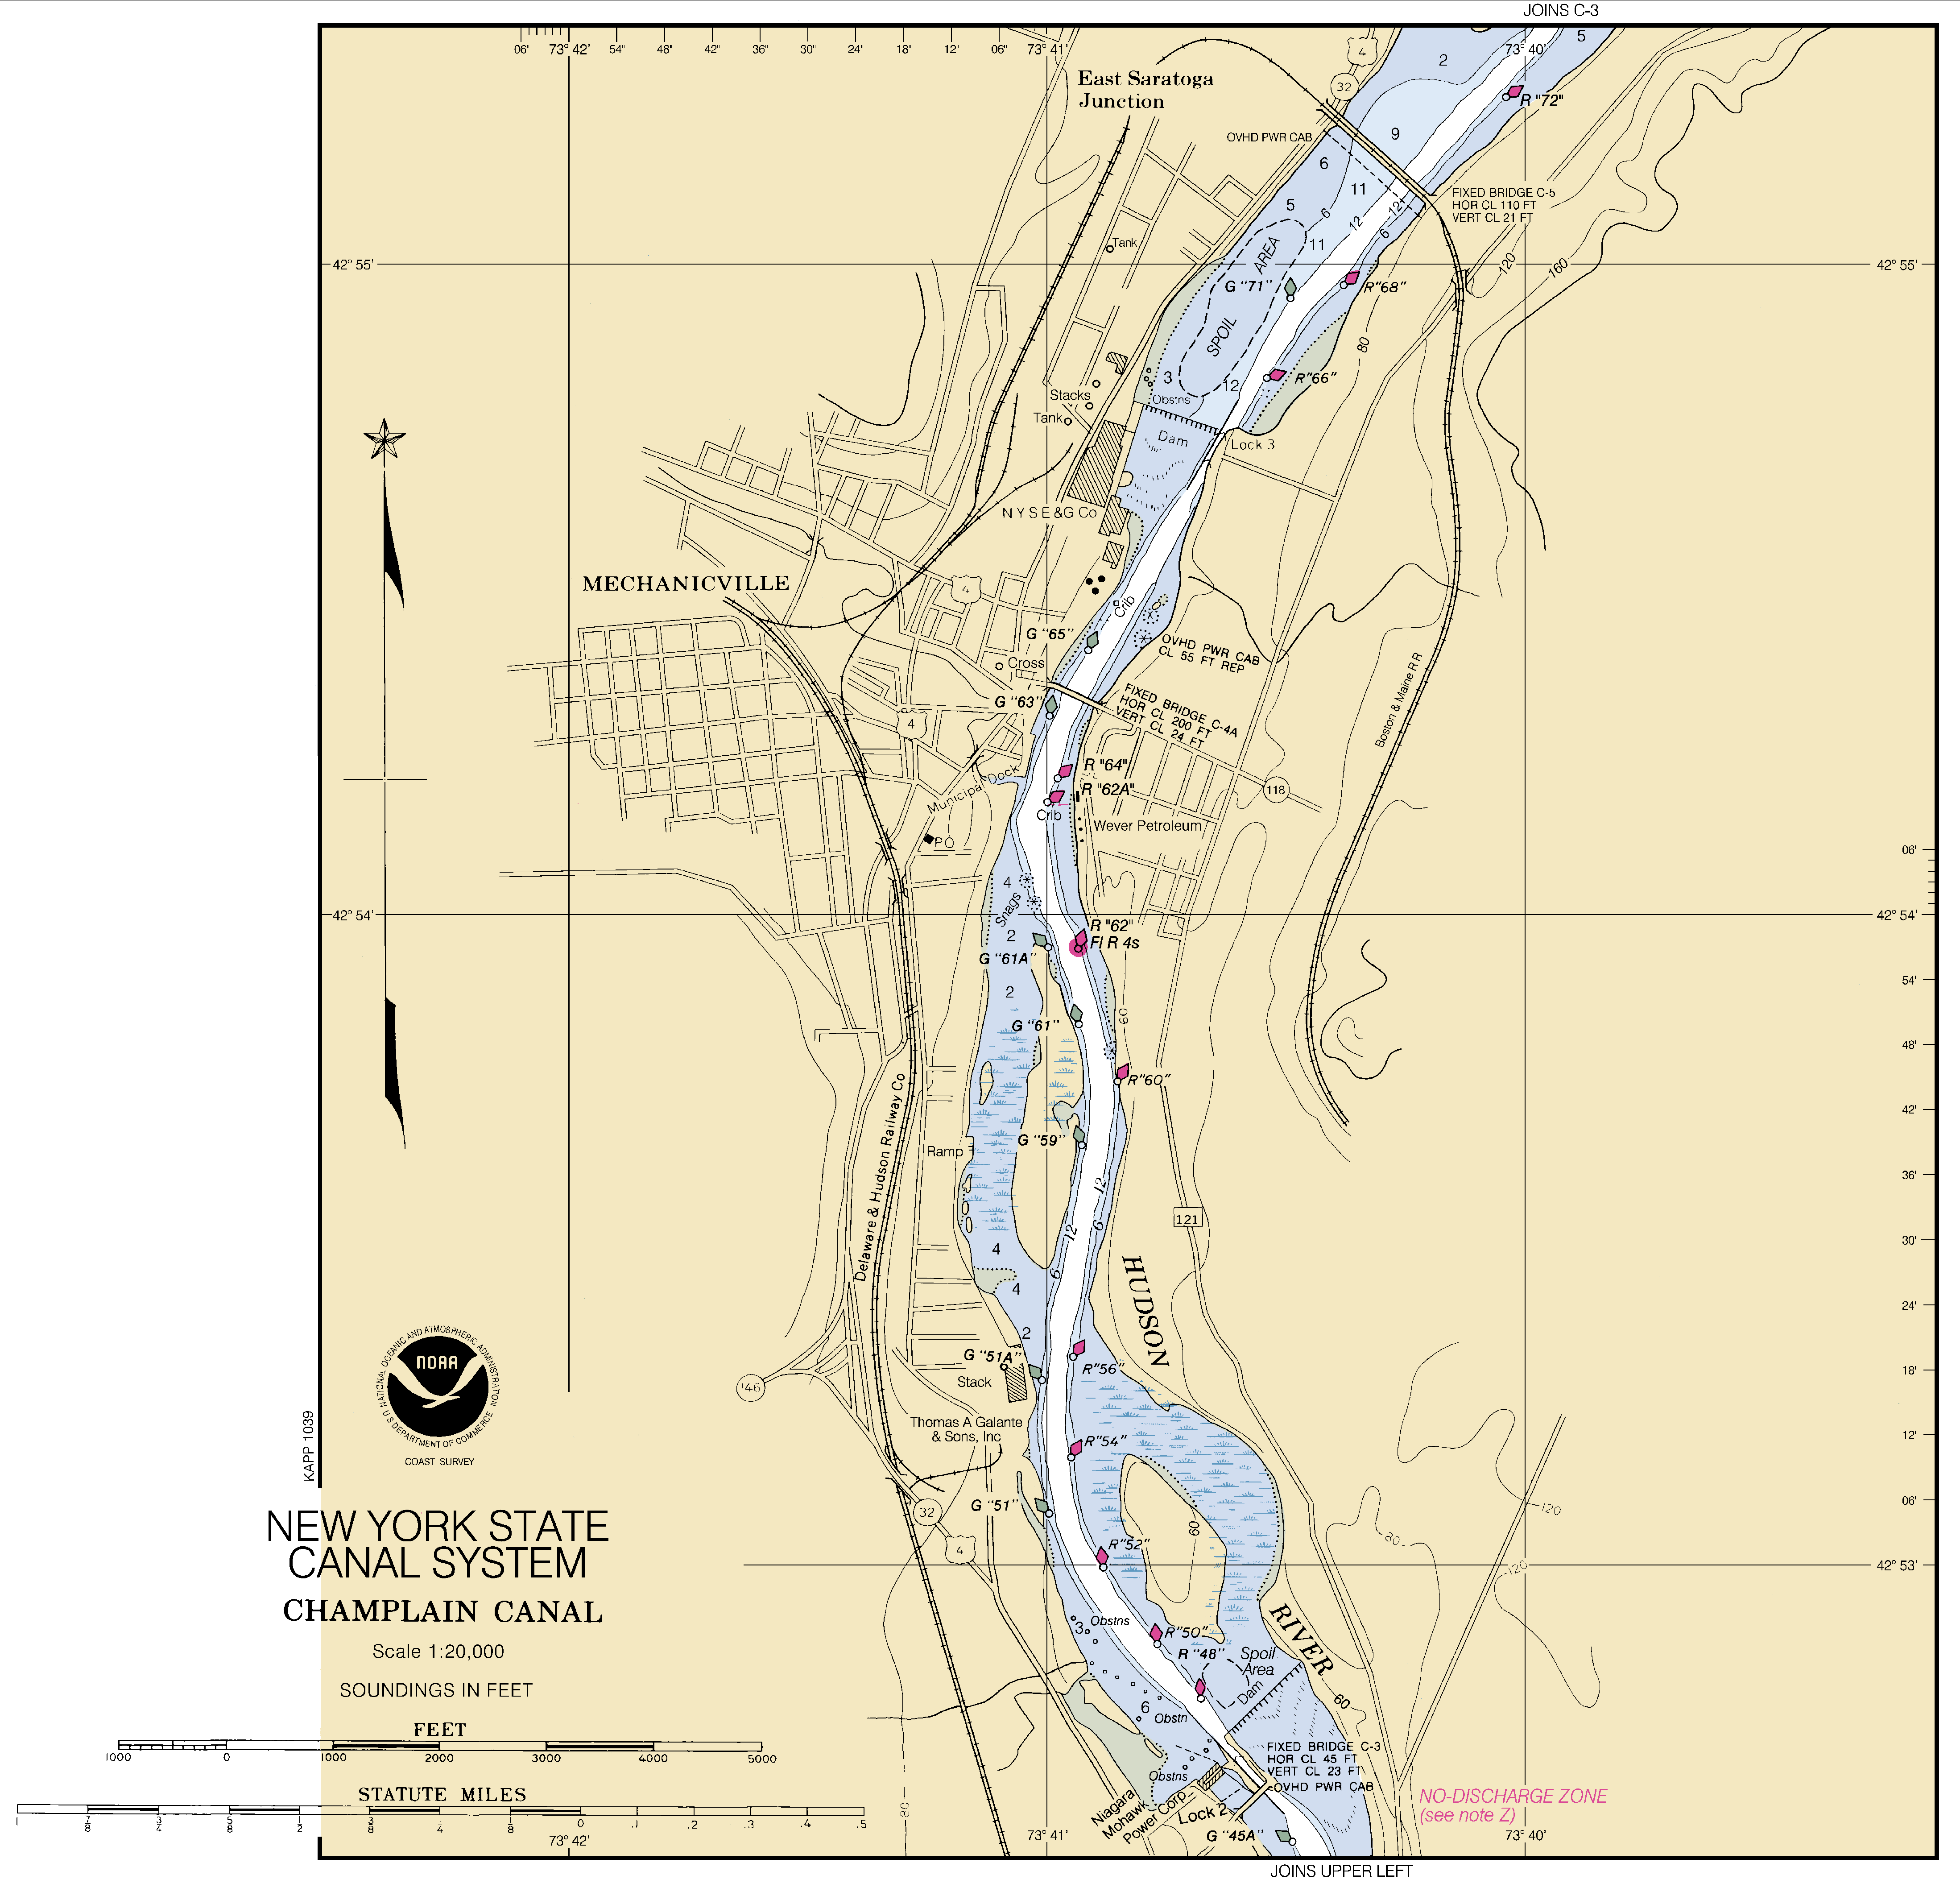 JOINS C-3
06" 73° 42' 54" 48" 42" 36" 30" 24" 18" 12" 06" 73° 41' 73° 40'
4
2
5
East Saratoga
Junction
32
R "72"
OVHD PWR CAB
9
6
11
FIXED BRIDGE C-5
HOR CL 110 FT
VERT CL 21 FT
5
6
12
12
6
Tank
11
AREA
120
160
42° 55'
42° 55'
G "71"
R "68"
SPOIL
80
3
12
R "66"
Stacks
Obstns
Tank
Dam
Lock 3
N Y S E & G Co
MECHANICVILLE
4
Crib
G "65"
OVHD PWR CAB
CL 55 FT REP
Cross
FIXED BRIDGE C-4A
HOR CL 200 FT
VERT CL 24 FT
G "63"
4
Boston & Maine R R
R "64"
Municipal Dock
R "62A"
118
Crib
Wever Petroleum
PO
06"
4
Snags
42° 54'
42° 54'
R "62"
Fl R 4s
2
G "61A"
54"
2
G "61"
60
48"
R "60"
42"
G "59"
Ramp
36"
Delaware & Hudson Railway Co
12
121
12
6
30"
4
6
4
HUDSON
24"
2
G "51A"
R "56"
18"
Stack
146
NATIONAL OCEANIC AND ATMOSPHERIC ADMINISTRATION
NOAA
U S DEPARTMENT OF COMMERCE
COAST SURVEY
Thomas A Galante
& Sons, Inc
R "54"
12"
KAPP 1039
G "51"
32
60
06"
120
80
4
R "52"
42° 53'
120
NEW YORK STATE
CANAL SYSTEM
CHAMPLAIN CANAL
Scale 1:20,000
SOUNDINGS IN FEET
3
Obstns
R "50"
RIVER
R "48"
Spoil
Area
Dam
60
6
Obstn
FEET
1000 0 1000 2000 3000 4000 5000
FIXED BRIDGE C-3
HOR CL 45 FT
VERT CL 23 FT
OVHD PWR CAB
Obstns
STATUTE MILES
1 7/8 3/4 5/8 1/2 3/8 1/4 1/8 0 .1 .2 .3 .4 .5
80
Niagara
Mohawk
Power Corp
Lock 2
NO-DISCHARGE ZONE
(see note Z)
G "45A"
73° 42' 73° 41' 73° 40'
JOINS UPPER LEFT